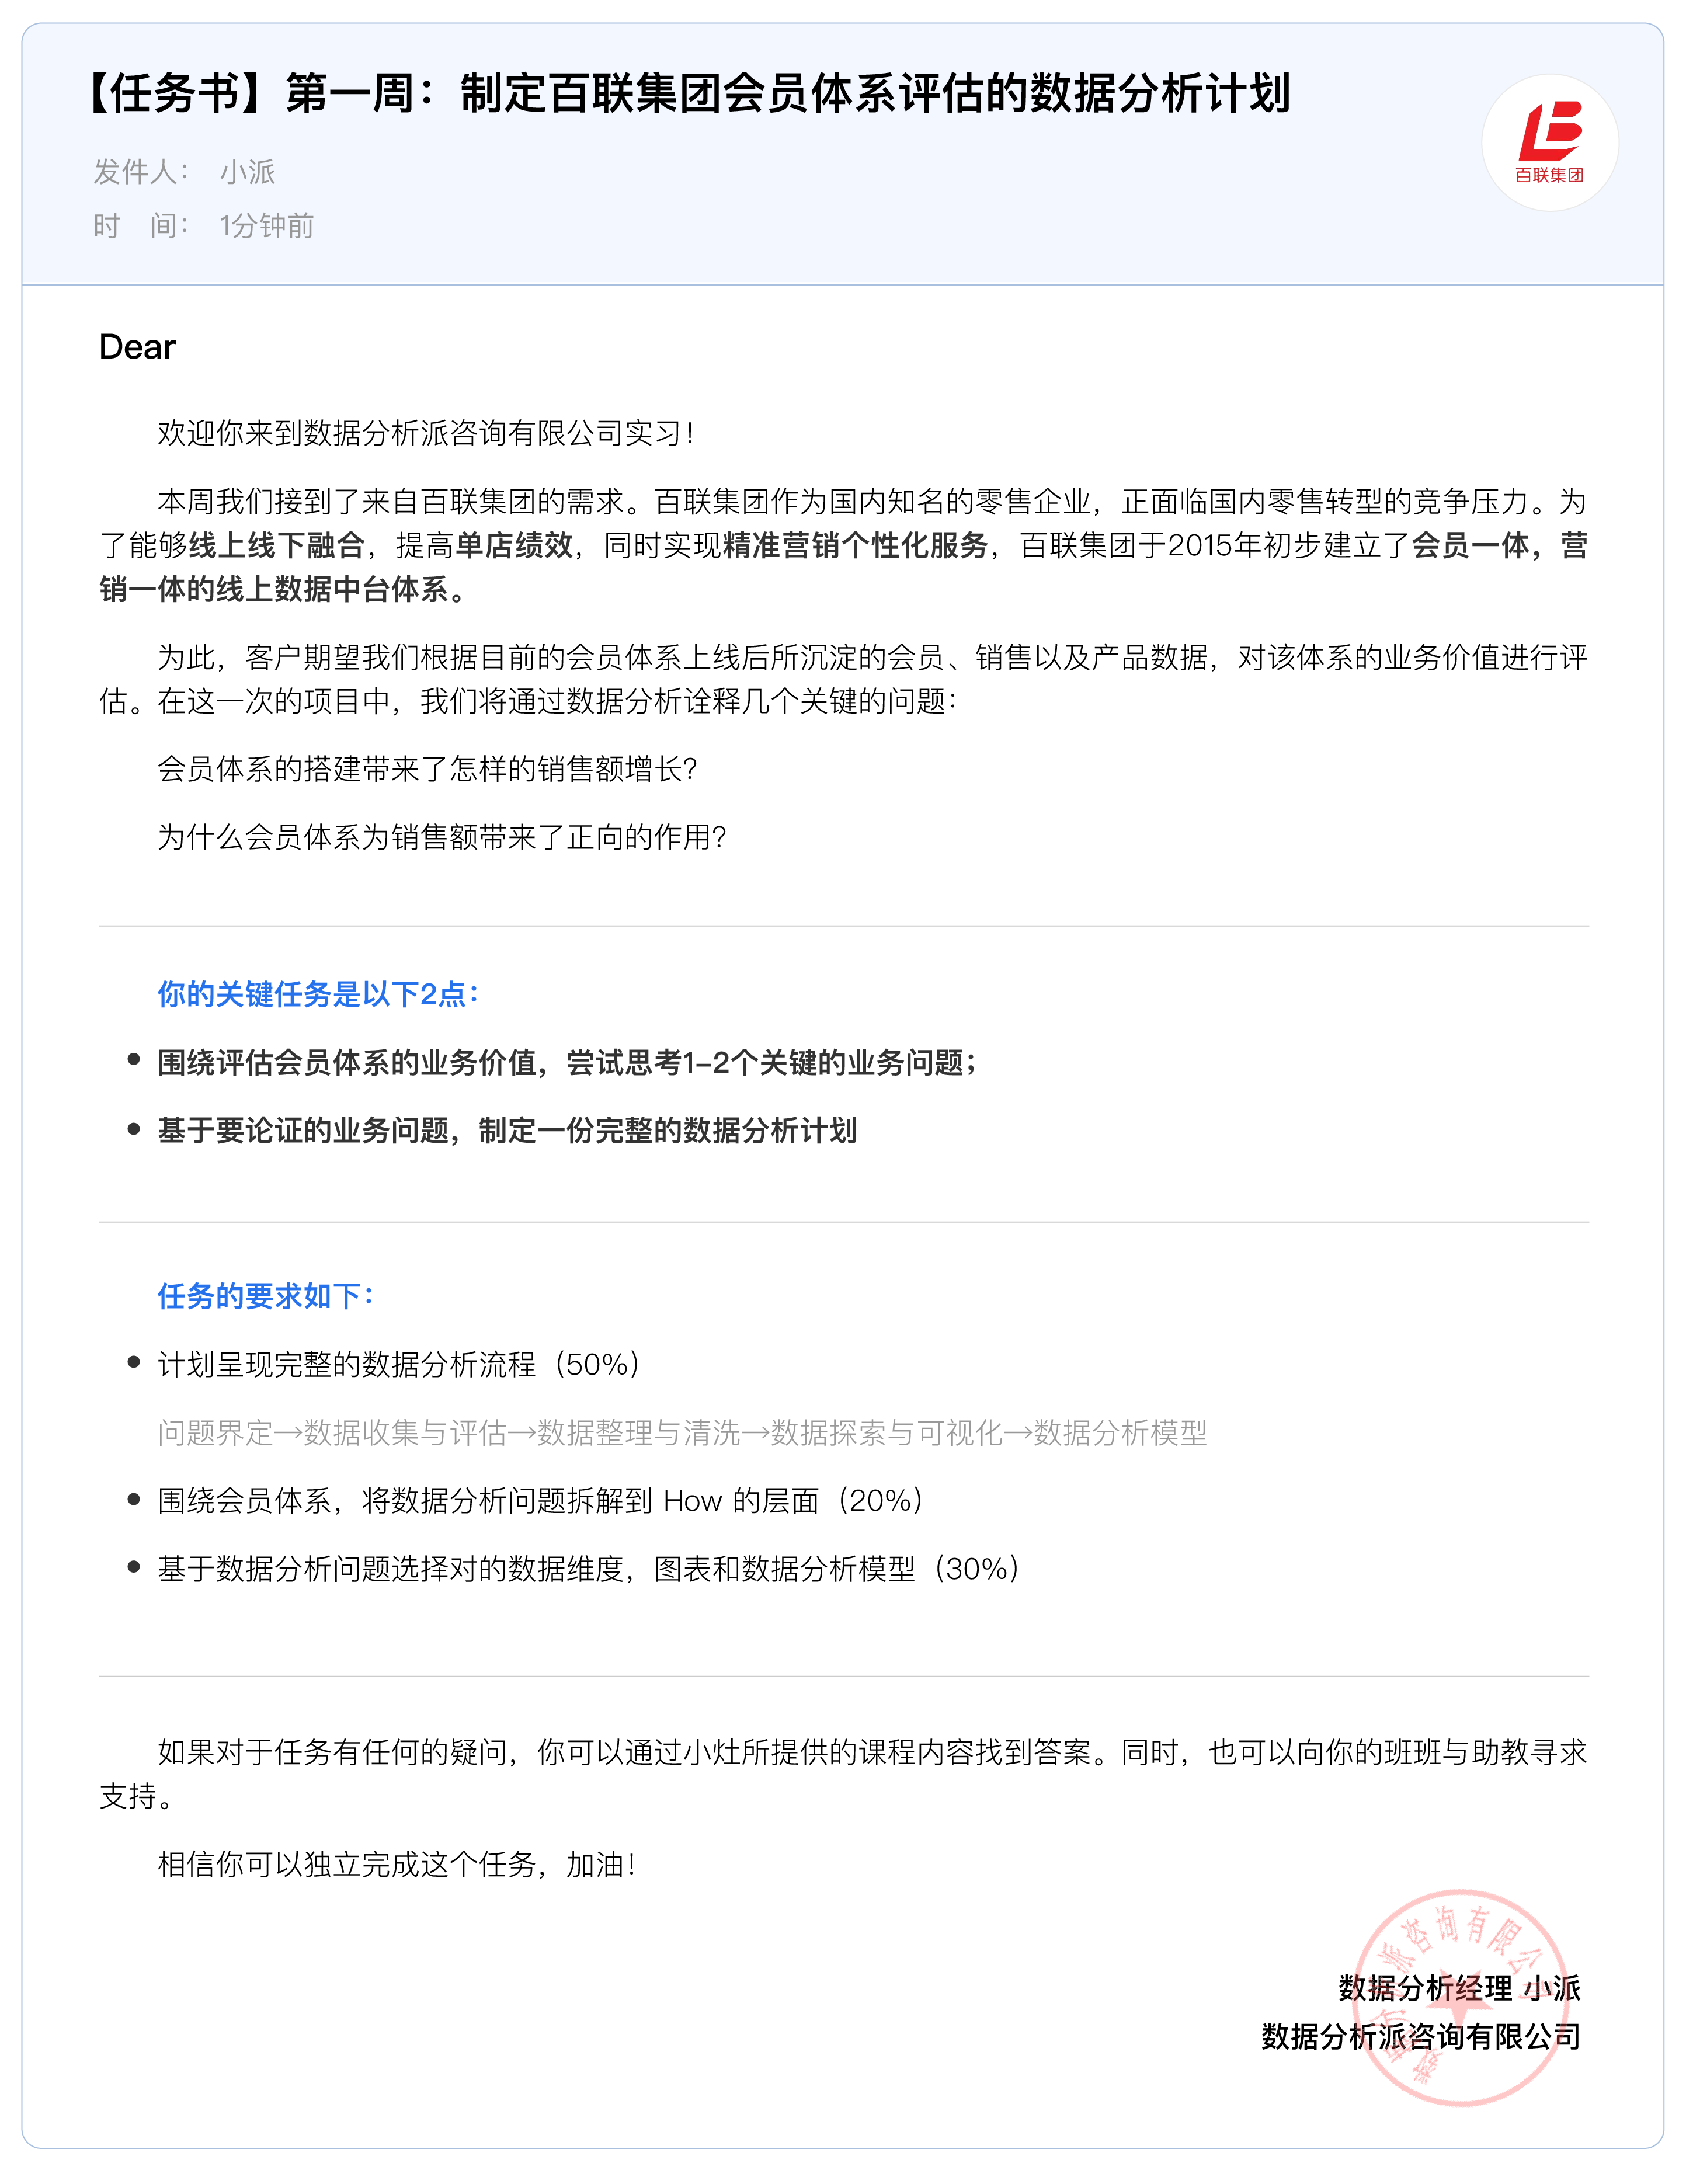 【任务书】第一周：制定百联集团会员体系评估的数据分析计划
百联集团
发件人： 小派
时 间： 1分钟前
Dear
欢迎你来到数据分析派咨询有限公司实习！
本周我们接到了来自百联集团的需求。百联集团作为国内知名的零售企业，正面临国内零售转型的竞争压力。为
了能够线上线下融合，提高单店绩效，同时实现精准营销个性化服务，百联集团于2015年初步建立了会员一体，营
销一体的线上数据中台体系。
为此，客户期望我们根据目前的会员体系上线后所沉淀的会员、销售以及产品数据，对该体系的业务价值进行评
估。在这一次的项目中，我们将通过数据分析诠释几个关键的问题：
会员体系的搭建带来了怎样的销售额增长？
为什么会员体系为销售额带来了正向的作用？
你的关键任务是以下2点：
● 围绕评估会员体系的业务价值，尝试思考1-2个关键的业务问题；
● 基于要论证的业务问题，制定一份完整的数据分析计划
任务的要求如下：
● 计划呈现完整的数据分析流程（50%）
问题界定→数据收集与评估→数据整理与清洗→数据探索与可视化→数据分析模型
● 围绕会员体系，将数据分析问题拆解到 How 的层面（20%）
● 基于数据分析问题选择对的数据维度，图表和数据分析模型（30%）
如果对于任务有任何的疑问，你可以通过小灶所提供的课程内容找到答案。同时，也可以向你的班班与助教寻求
支持。
相信你可以独立完成这个任务，加油！
数据分析经理 小派
数据分析派咨询有限公司
数据分析派咨询有限公司